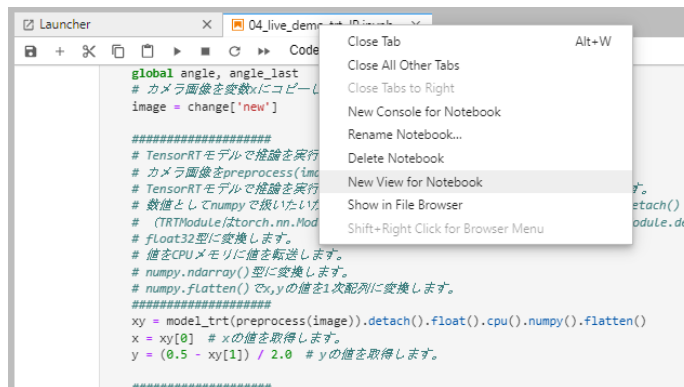 Launcher
04_live_demo_trt_JP.ipynb
Code
Close Tab Alt+W
Close All Other Tabs
Close Tabs to Right
New Console for Notebook
Rename Notebook...
Delete Notebook
New View for Notebook
Show in File Browser
Shift+Right Click for Browser Menu
global angle, angle_last
# カメラ画像を変数xにコピーし
image = change['new']
####################
# TensorRTモデルで推論を実行
# カメラ画像をpreprocess(ima
# TensorRTモデルで推論を実行 す。
# 数値としてnumpyで扱いたい etach()
# （TRTModuleはtorch.nn.Mod odule.de
# float32型に変換します。
# 値をCPUメモリに値を転送します。
# numpy.ndarray()型に変換します。
# numpy.flatten()でx,yの値を1次配列に変換します。
####################
xy = model_trt(preprocess(image)).detach().float().cpu().numpy().flatten()
x = xy[0] # xの値を取得します。
y = (0.5 - xy[1]) / 2.0 # yの値を取得します。
####################